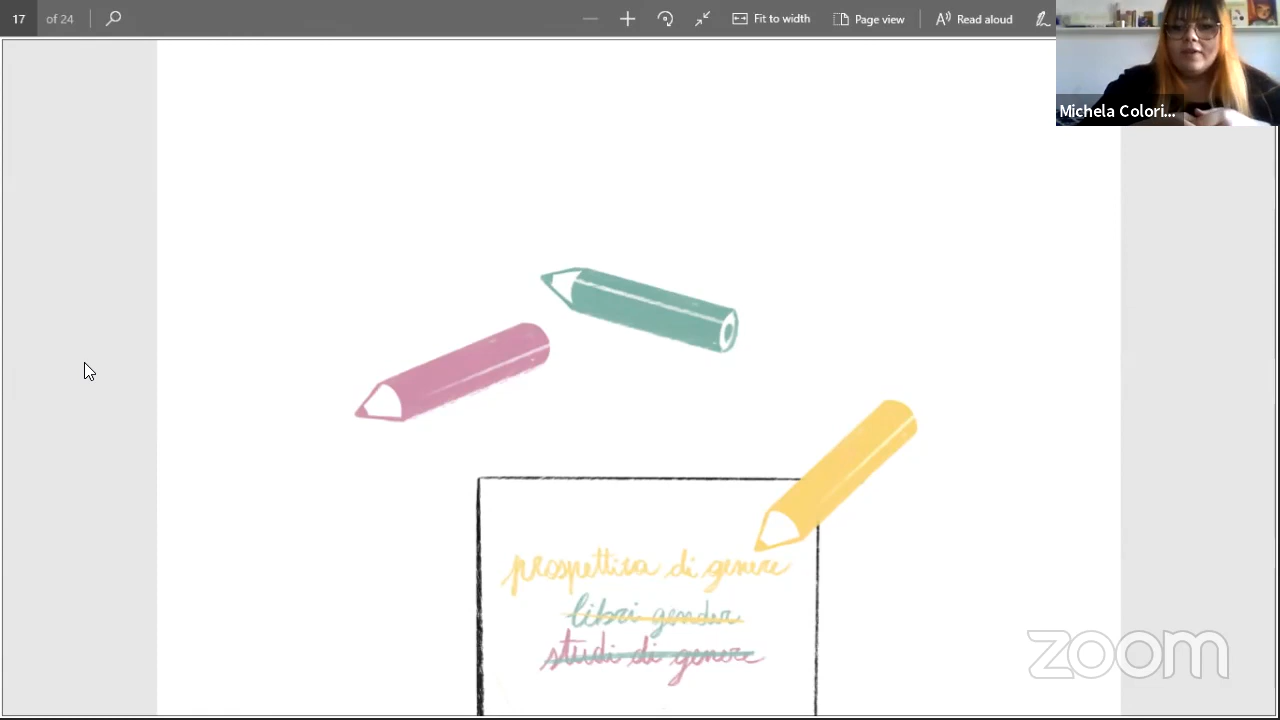 17 of 24 Fit to width Page view Read aloud
Michela Colori...
prospettiva di genere
libri gender
studi di genere
zoom